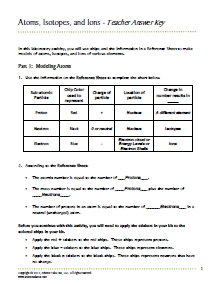 Atoms, Isotopes, and Ions - Teacher Answer Key
In this laboratory activity, you will use chips and the information in a Reference Sheet to make
models of atoms, isotopes, and ions of various elements.
Part 1: Modeling Atoms
1. Use the information on the Reference Sheet to complete the chart below.
Sub-atomic Particle Chip Color used to represent Charge of particle Location of particle Change in number results in
Proton Red + Nucleus A different element
Neutron Black 0 or neutral Nucleus Isotopes
Electron Blue - Electron cloud or Energy Levels or Electron Shells Ions
2. According to the Reference Sheet:
• The atomic number is equal to the number of Protons.
• The mass number is equal to the number of Protons plus the number of
Neutrons.
• The number of protons in an atom is equal to the number of Electrons in a
neutral (uncharged) atom.
Before you continue with this activity, you will need to apply the stickers in your kit to the
colored chips in your kit.
• Apply the red + stickers to the red chips. These chips represent protons.
• Apply the blue - stickers to the blue chips. These chips represent electrons.
• Apply the black 0 stickers to the black chips. These chips represent neutrons that have
no charge.
1